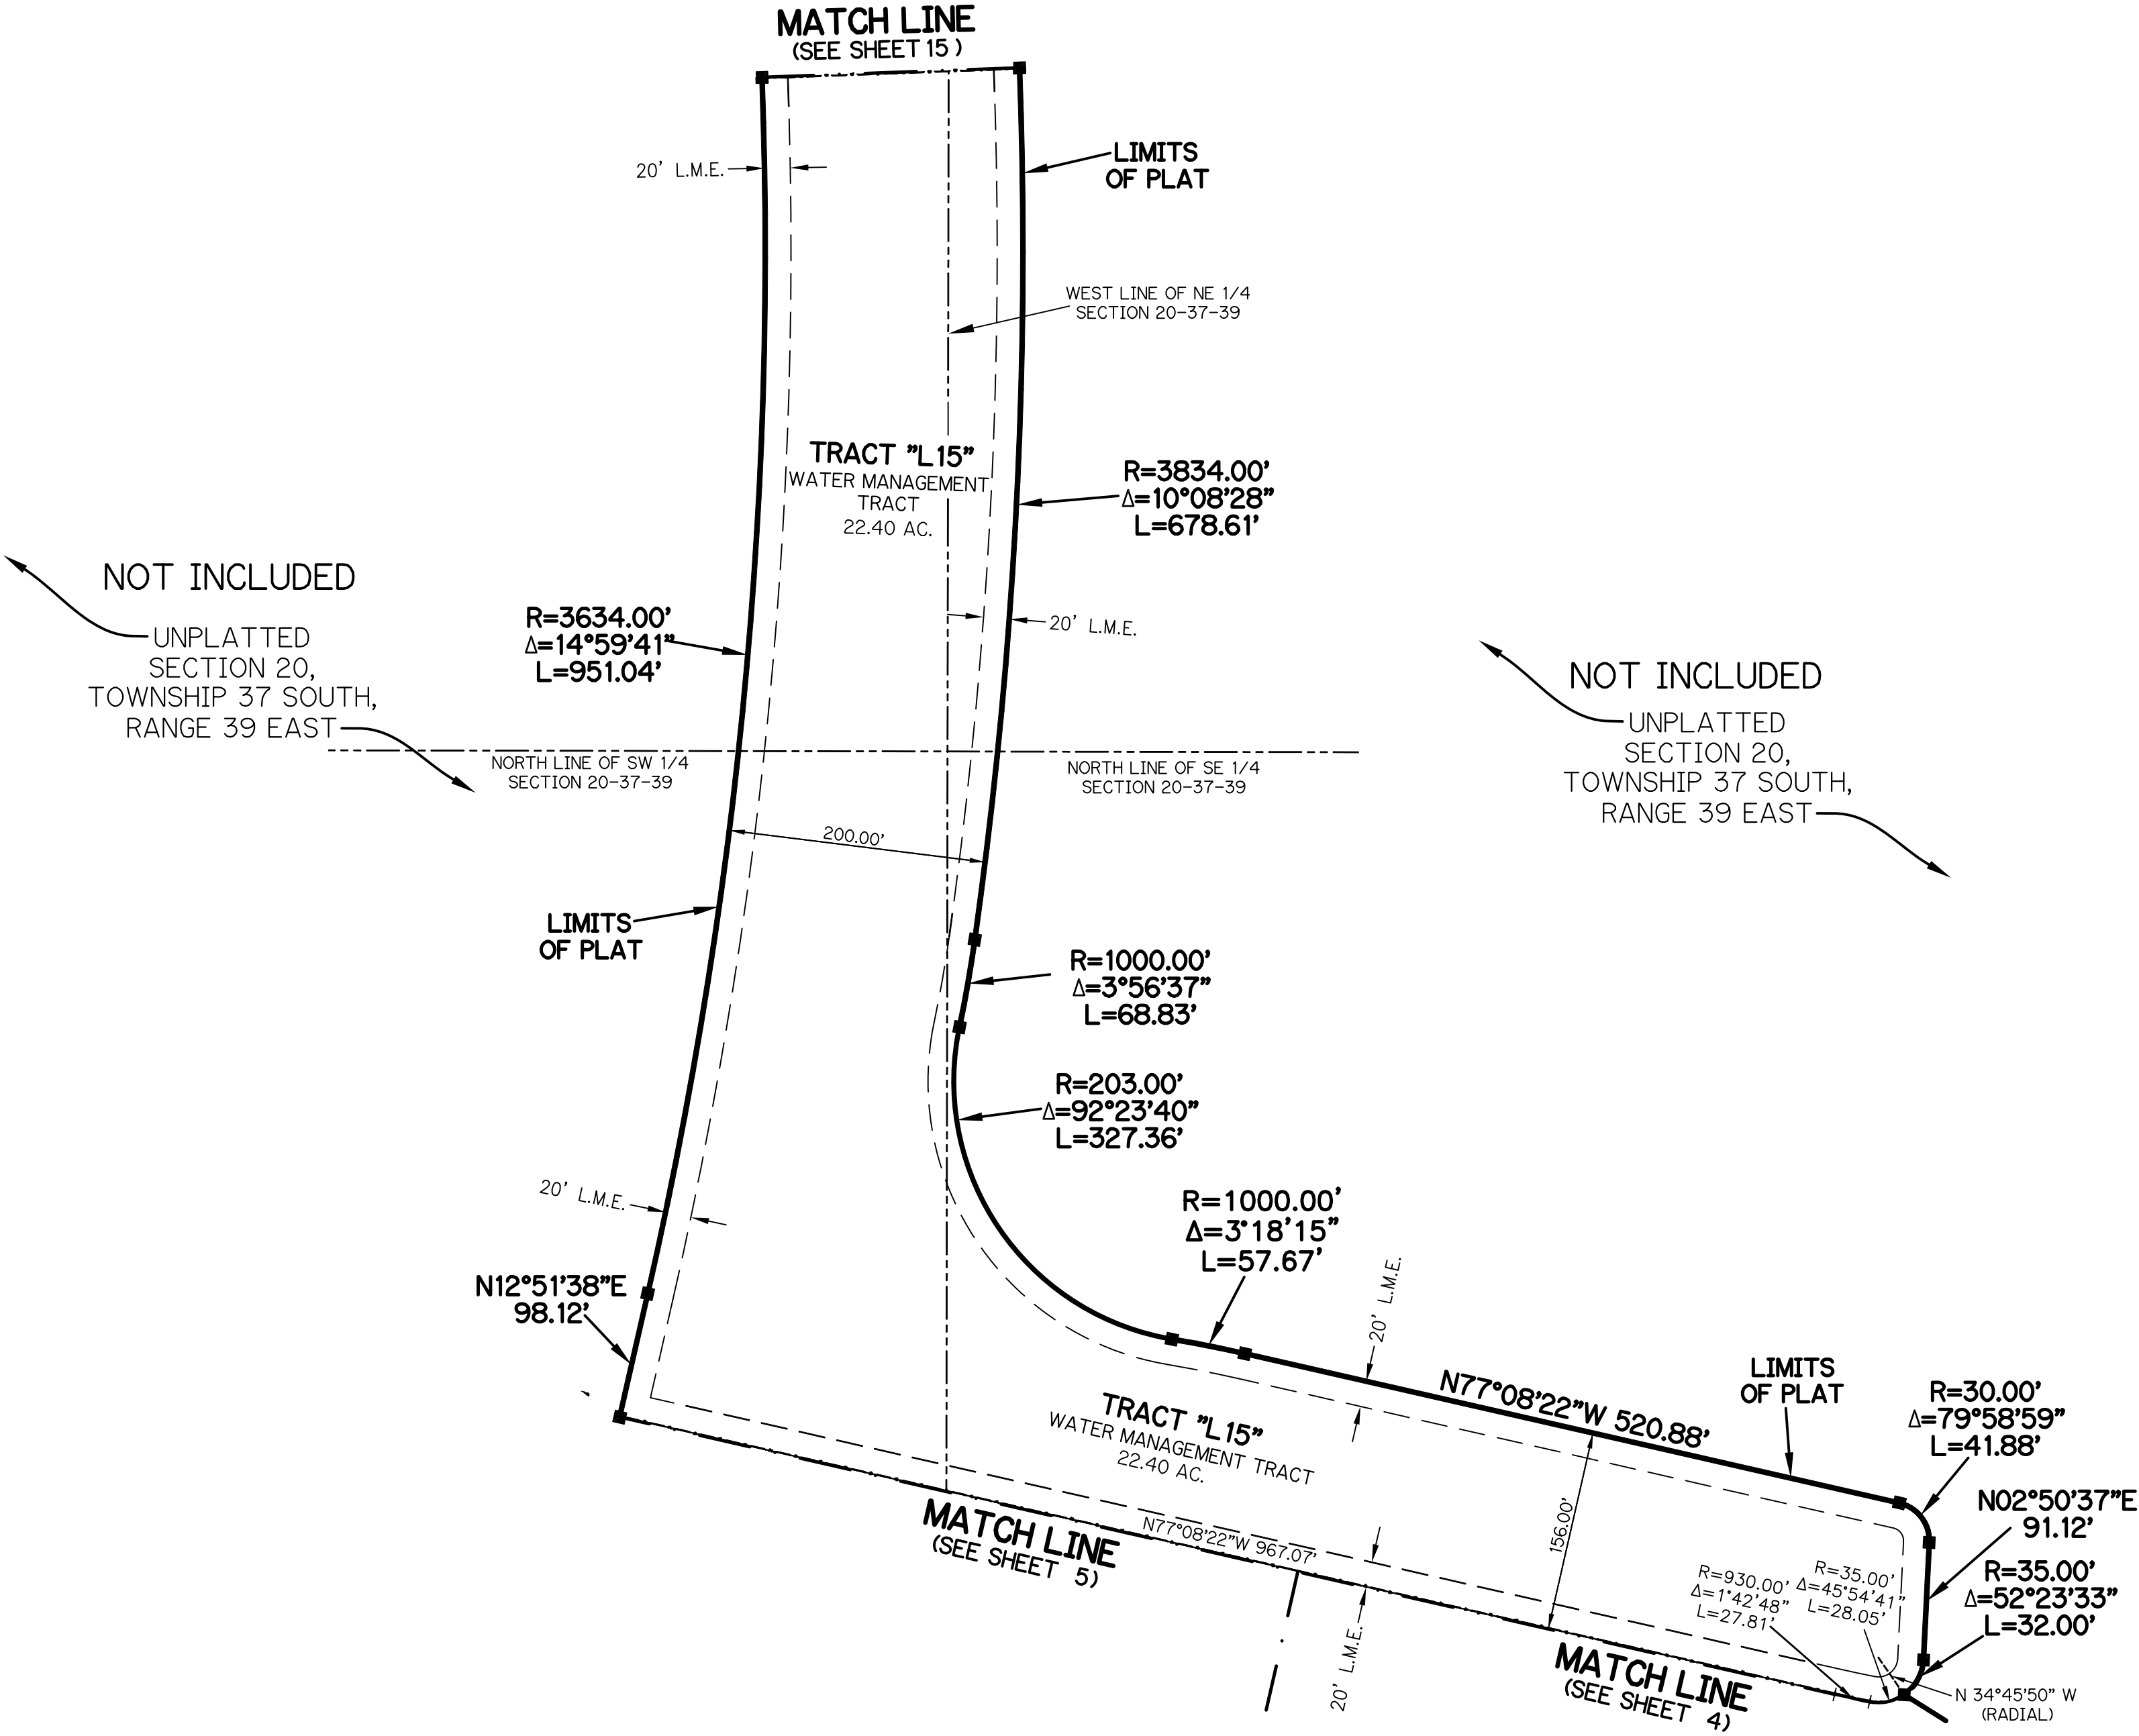 MATCH LINE
(SEE SHEET 15 )
20' L.M.E.
LIMITS
OF PLAT
WEST LINE OF NE 1/4
SECTION 20-37-39
TRACT "L15"
WATER MANAGEMENT
TRACT
22.40 AC.
R=3834.00'
Δ=10°08'28"
L=678.61'
NOT INCLUDED
UNPLATTED
SECTION 20,
TOWNSHIP 37 SOUTH,
RANGE 39 EAST
R=3634.00'
Δ=14°59'41"
L=951.04'
20' L.M.E.
NOT INCLUDED
UNPLATTED
SECTION 20,
TOWNSHIP 37 SOUTH,
RANGE 39 EAST
NORTH LINE OF SW 1/4
SECTION 20-37-39
NORTH LINE OF SE 1/4
SECTION 20-37-39
200.00'
LIMITS
OF PLAT
R=1000.00'
Δ=3°56'37"
L=68.83'
R=203.00'
Δ=92°23'40"
L=327.36'
20' L.M.E.
R=1000.00'
Δ=3°18'15"
L=57.67'
N12°51'38"E
98.12'
20' L.M.E.
N77°08'22"W 520.88'
LIMITS
OF PLAT
R=30.00'
Δ=79°58'59"
L=41.88'
TRACT "L15"
WATER MANAGEMENT TRACT
22.40 AC.
N02°50'37"E
91.12'
156.00'
MATCH LINE
(SEE SHEET 5)
N77°08'22"W 967.07'
R=930.00'
Δ=1°42'48"
L=27.81'
R=35.00'
Δ=45°54'41"
L=28.05'
R=35.00'
Δ=52°23'33"
L=32.00'
20' L.M.E.
MATCH LINE
(SEE SHEET 4)
N 34°45'50" W
(RADIAL)